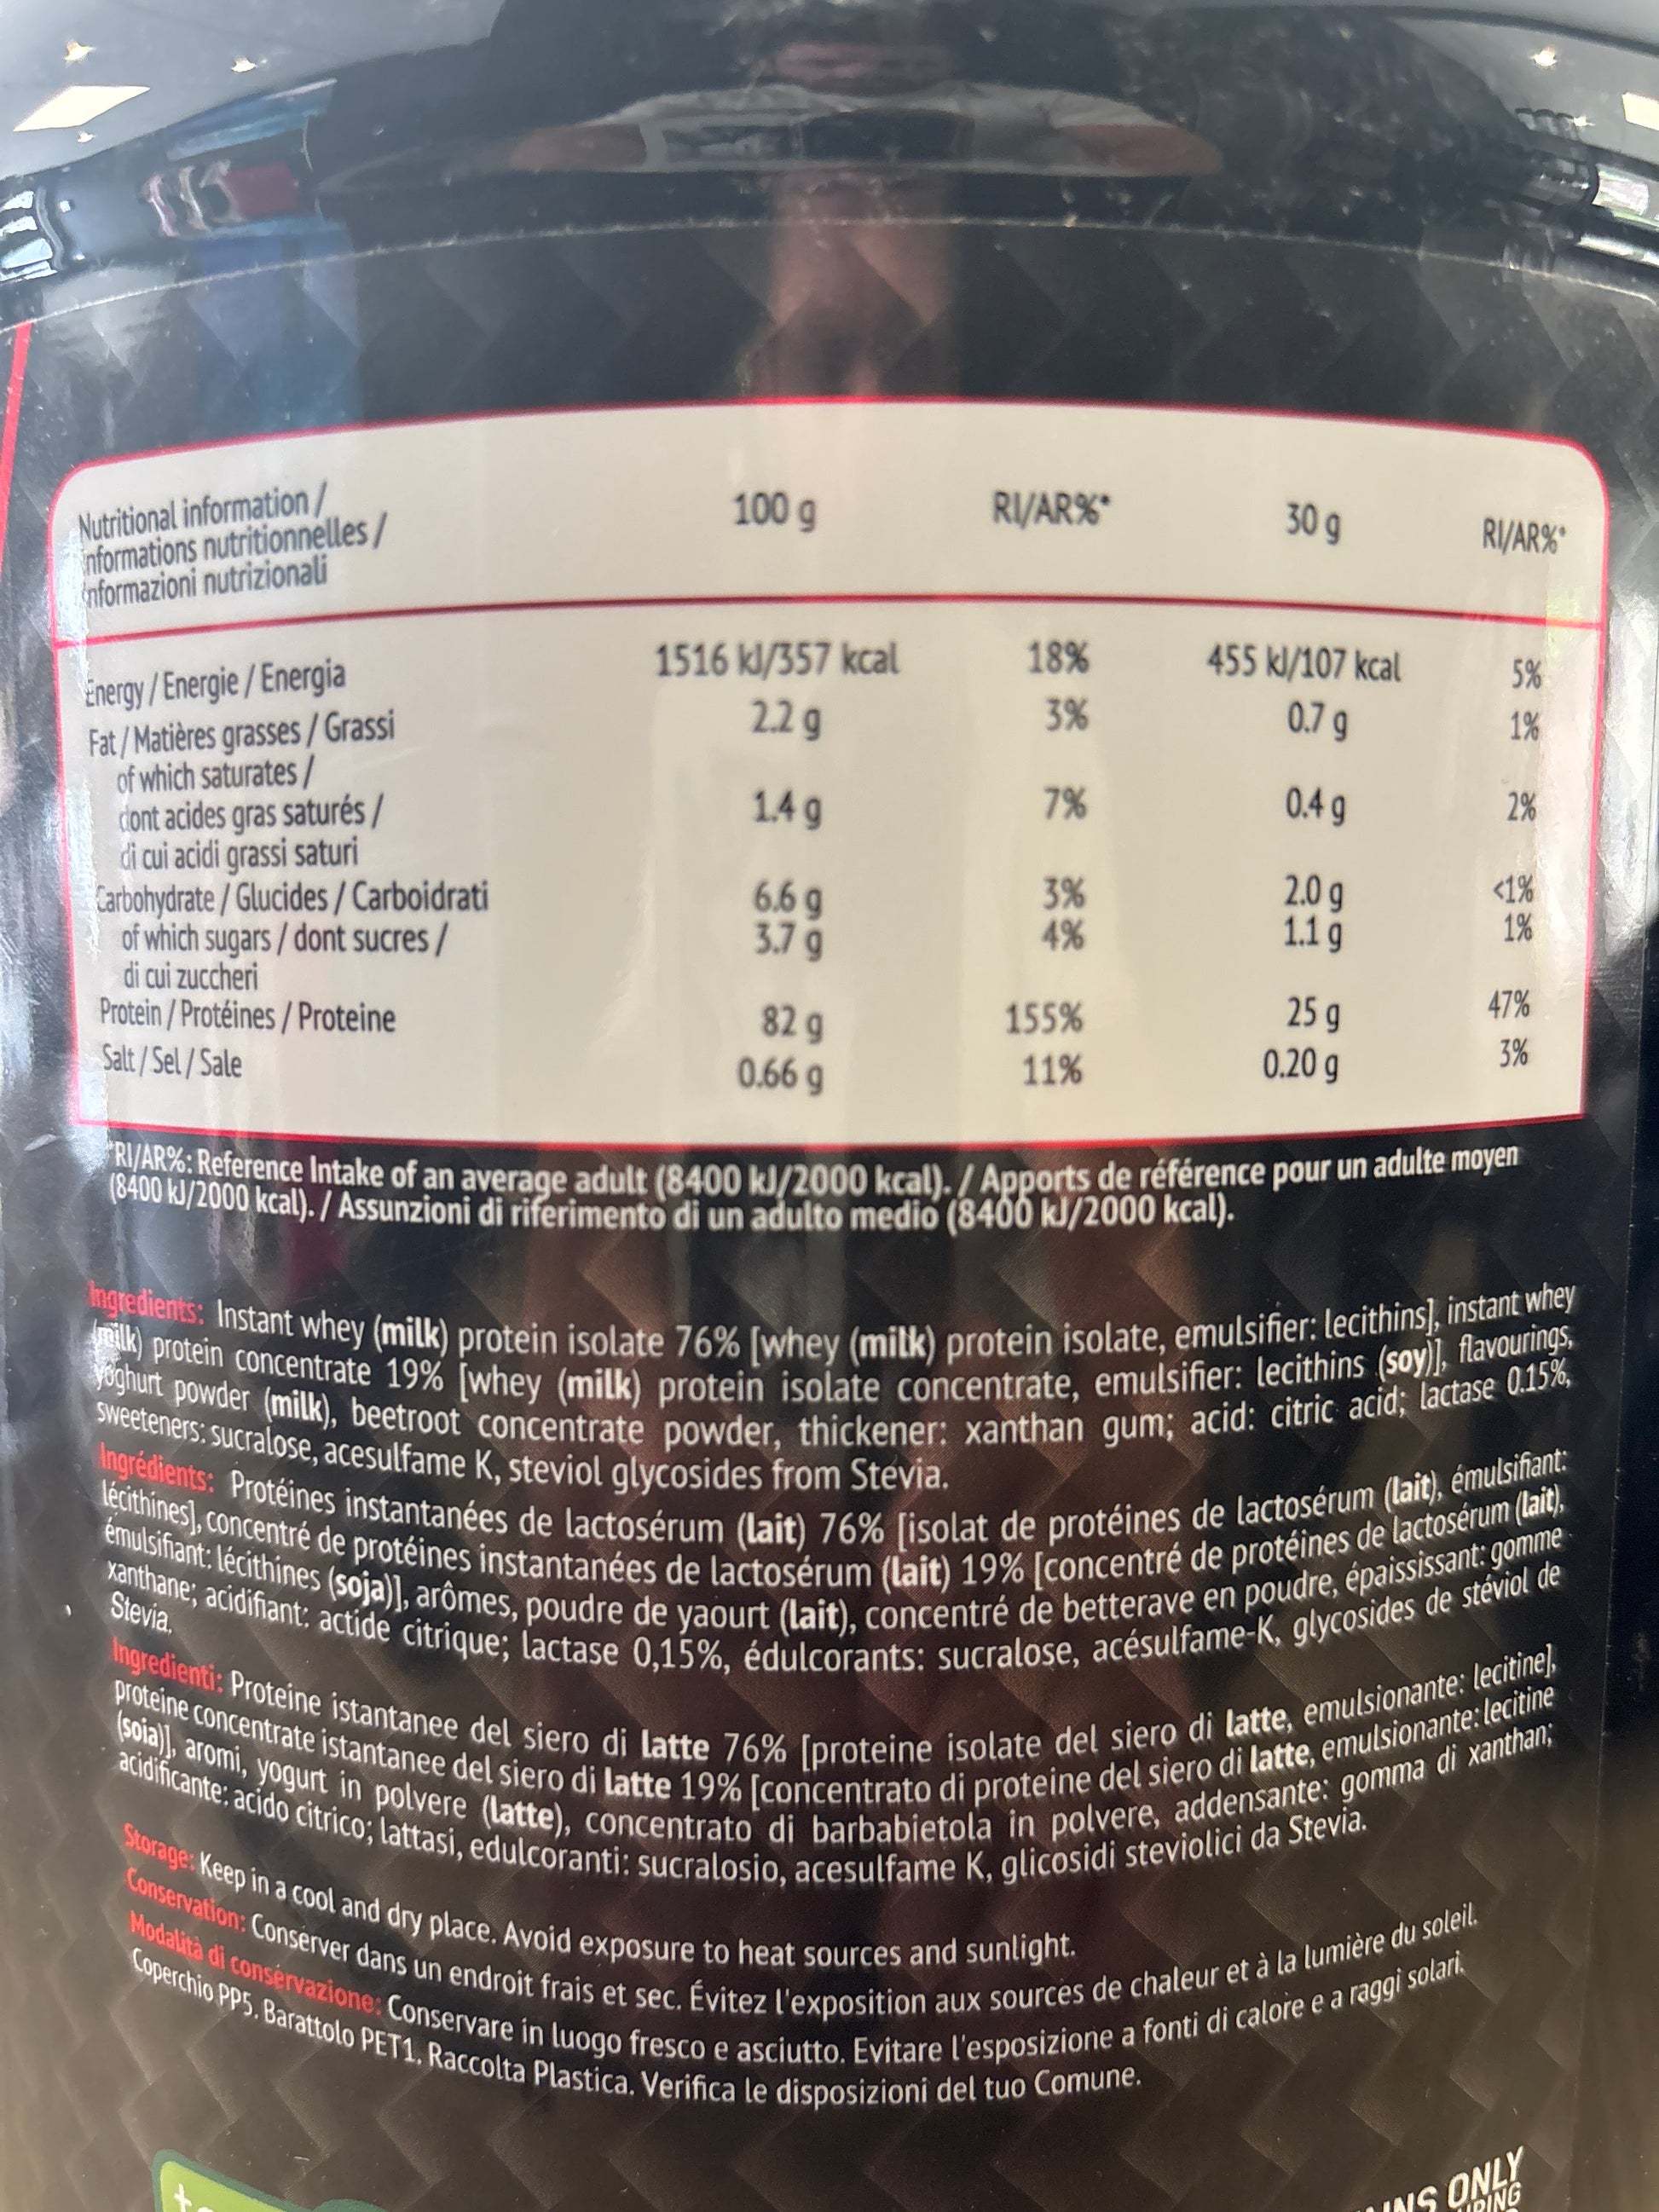 Nutritional information /
nformations nutritionnelles /
nformazioni nutrizionali
100 g RI/AR%* 30 g RI/AR%*
Energy / Energie / Energia 1516 kJ/357 kcal 18% 455 kJ/107 kcal 5%
Fat / Matières grasses / Grassi 2.2 g 3% 0.7 g 1%
of which saturates /
dont acides gras saturés / 1.4 g 7% 0.4 g 2%
di cui acidi grassi saturi
Carbohydrate / Glucides / Carboidrati 6.6 g 3% 2.0 g <1%
of which sugars / dont sucres / 3.7 g 4% 1.1 g 1%
di cui zuccheri
Protein / Protéines / Proteine 82 g 155% 25 g 47%
Salt / Sel / Sale 0.66 g 11% 0.20 g 3%
*RI/AR%: Reference Intake of an average adult (8400 kJ/2000 kcal). / Apports de référence pour un adulte moyen
(8400 kJ/2000 kcal). / Assunzioni di riferimento di un adulto medio (8400 kJ/2000 kcal).
Ingredients: Instant whey (milk) protein isolate 76% [whey (milk) protein isolate, emulsifier: lecithins], instant whey
(milk) protein concentrate 19% [whey (milk) protein isolate concentrate, emulsifier: lecithins (soy)], flavourings,
yoghurt powder (milk), beetroot concentrate powder, thickener: xanthan gum; acid: citric acid; lactase 0.15%,
sweeteners: sucralose, acesulfame K, steviol glycosides from Stevia.
Ingrédients: Protéines instantanées de lactosérum (lait) 76% [isolat de protéines de lactosérum (lait), émulsifiant:
lécithines], concentré de protéines instantanées de lactosérum (lait) 19% [concentré de protéines de lactosérum (lait),
émulsifiant: lécithines (soja)], arômes, poudre de yaourt (lait), concentré de betterave en poudre, épaississant: gomme
xanthane; acidifiant: actide citrique; lactase 0,15%, édulcorants: sucralose, acésulfame-K, glycosides de stéviol de
Stevia.
Ingredienti: Proteine istantanee del siero di latte 76% [proteine isolate del siero di latte, emulsionante: lecitine],
proteine concentrate istantanee del siero di latte 19% [concentrato di proteine del siero di latte, emulsionante: lecitine
(soia)], aromi, yogurt in polvere (latte), concentrato di barbabietola in polvere, addensante: gomma di xanthan;
acidificante: acido citrico; lattasi, edulcoranti: sucralosio, acesulfame K, glicosidi steviolici da Stevia.
Storage: Keep in a cool and dry place. Avoid exposure to heat sources and sunlight.
Conservation: Conserver dans un endroit frais et sec. Évitez l'exposition aux sources de chaleur et à la lumière du soleil.
Modalità di conservazione: Conservare in luogo fresco e asciutto. Evitare l'esposizione a fonti di calore e a raggi solari.
Coperchio PP5. Barattolo PET1. Raccolta Plastica. Verifica le disposizioni del tuo Comune.
ONLY